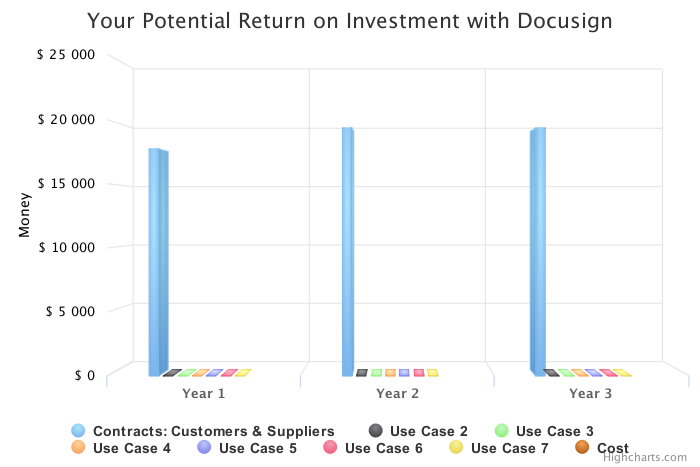 Your Potential Return on Investment with Docusign
$ 25 000
$ 20 000
$ 15 000
$ 10 000
$ 5 000
$ 0
Money
Year 1
Year 2
Year 3
Contracts: Customers & Suppliers
Use Case 2
Use Case 3
Use Case 4
Use Case 5
Use Case 6
Use Case 7
Cost
Highcharts.com